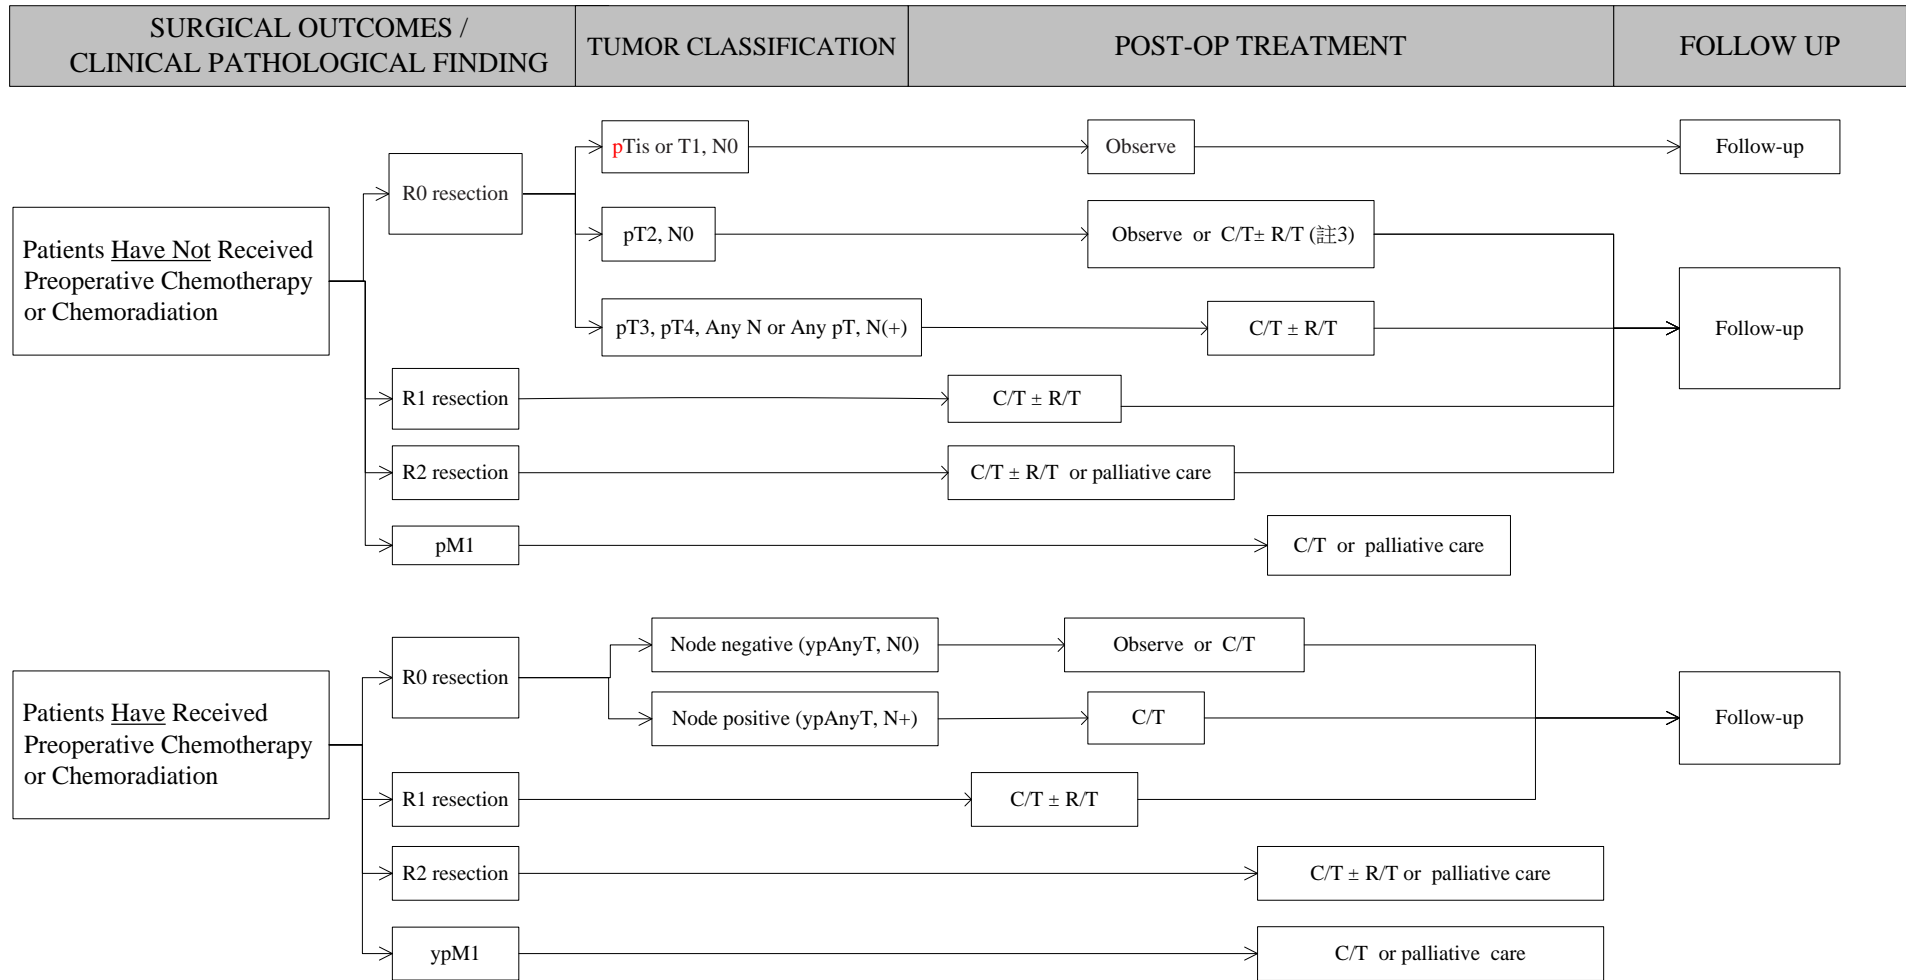 SURGICAL OUTCOMES /
CLINICAL PATHOLOGICAL FINDING
TUMOR CLASSIFICATION
POST-OP TREATMENT
FOLLOW UP
Patients Have Not Received
Preoperative Chemotherapy
or Chemoradiation
R0 resection
pTis or T1, N0
Observe
Follow-up
pT2, N0
Observe or C/T± R/T (註3)
pT3, pT4, Any N or Any pT, N(+)
C/T ± R/T
Follow-up
R1 resection
C/T ± R/T
R2 resection
C/T ± R/T or palliative care
pM1
C/T or palliative care
Patients Have Received
Preoperative Chemotherapy
or Chemoradiation
R0 resection
Node negative (ypAnyT, N0)
Observe or C/T
Node positive (ypAnyT, N+)
C/T
Follow-up
R1 resection
C/T ± R/T
R2 resection
C/T ± R/T or palliative care
ypM1
C/T or palliative care